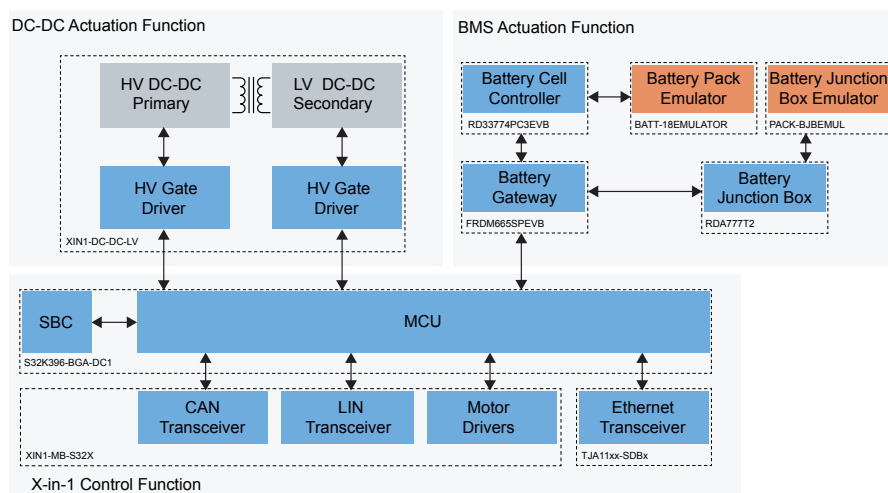 DC-DC Actuation Function
HV DC-DC
Primary
LV DC-DC
Secondary
HV Gate
Driver
HV Gate
Driver
XIN1-DC-DC-LV
BMS Actuation Function
Battery Cell
Controller
RD33774PC3EVB
Battery Pack
Emulator
BATT-18EMULATOR
Battery Junction
Box Emulator
PACK-BJBEMUL
Battery
Gateway
FRDM665SPEVB
Battery
Junction Box
RDA777T2
SBC
MCU
S32K396-BGA-DC1
CAN
Transceiver
LIN
Transceiver
Motor
Drivers
XIN1-MB-S32X
Ethernet
Transceiver
TJA11xx-SDBx
X-in-1 Control Function